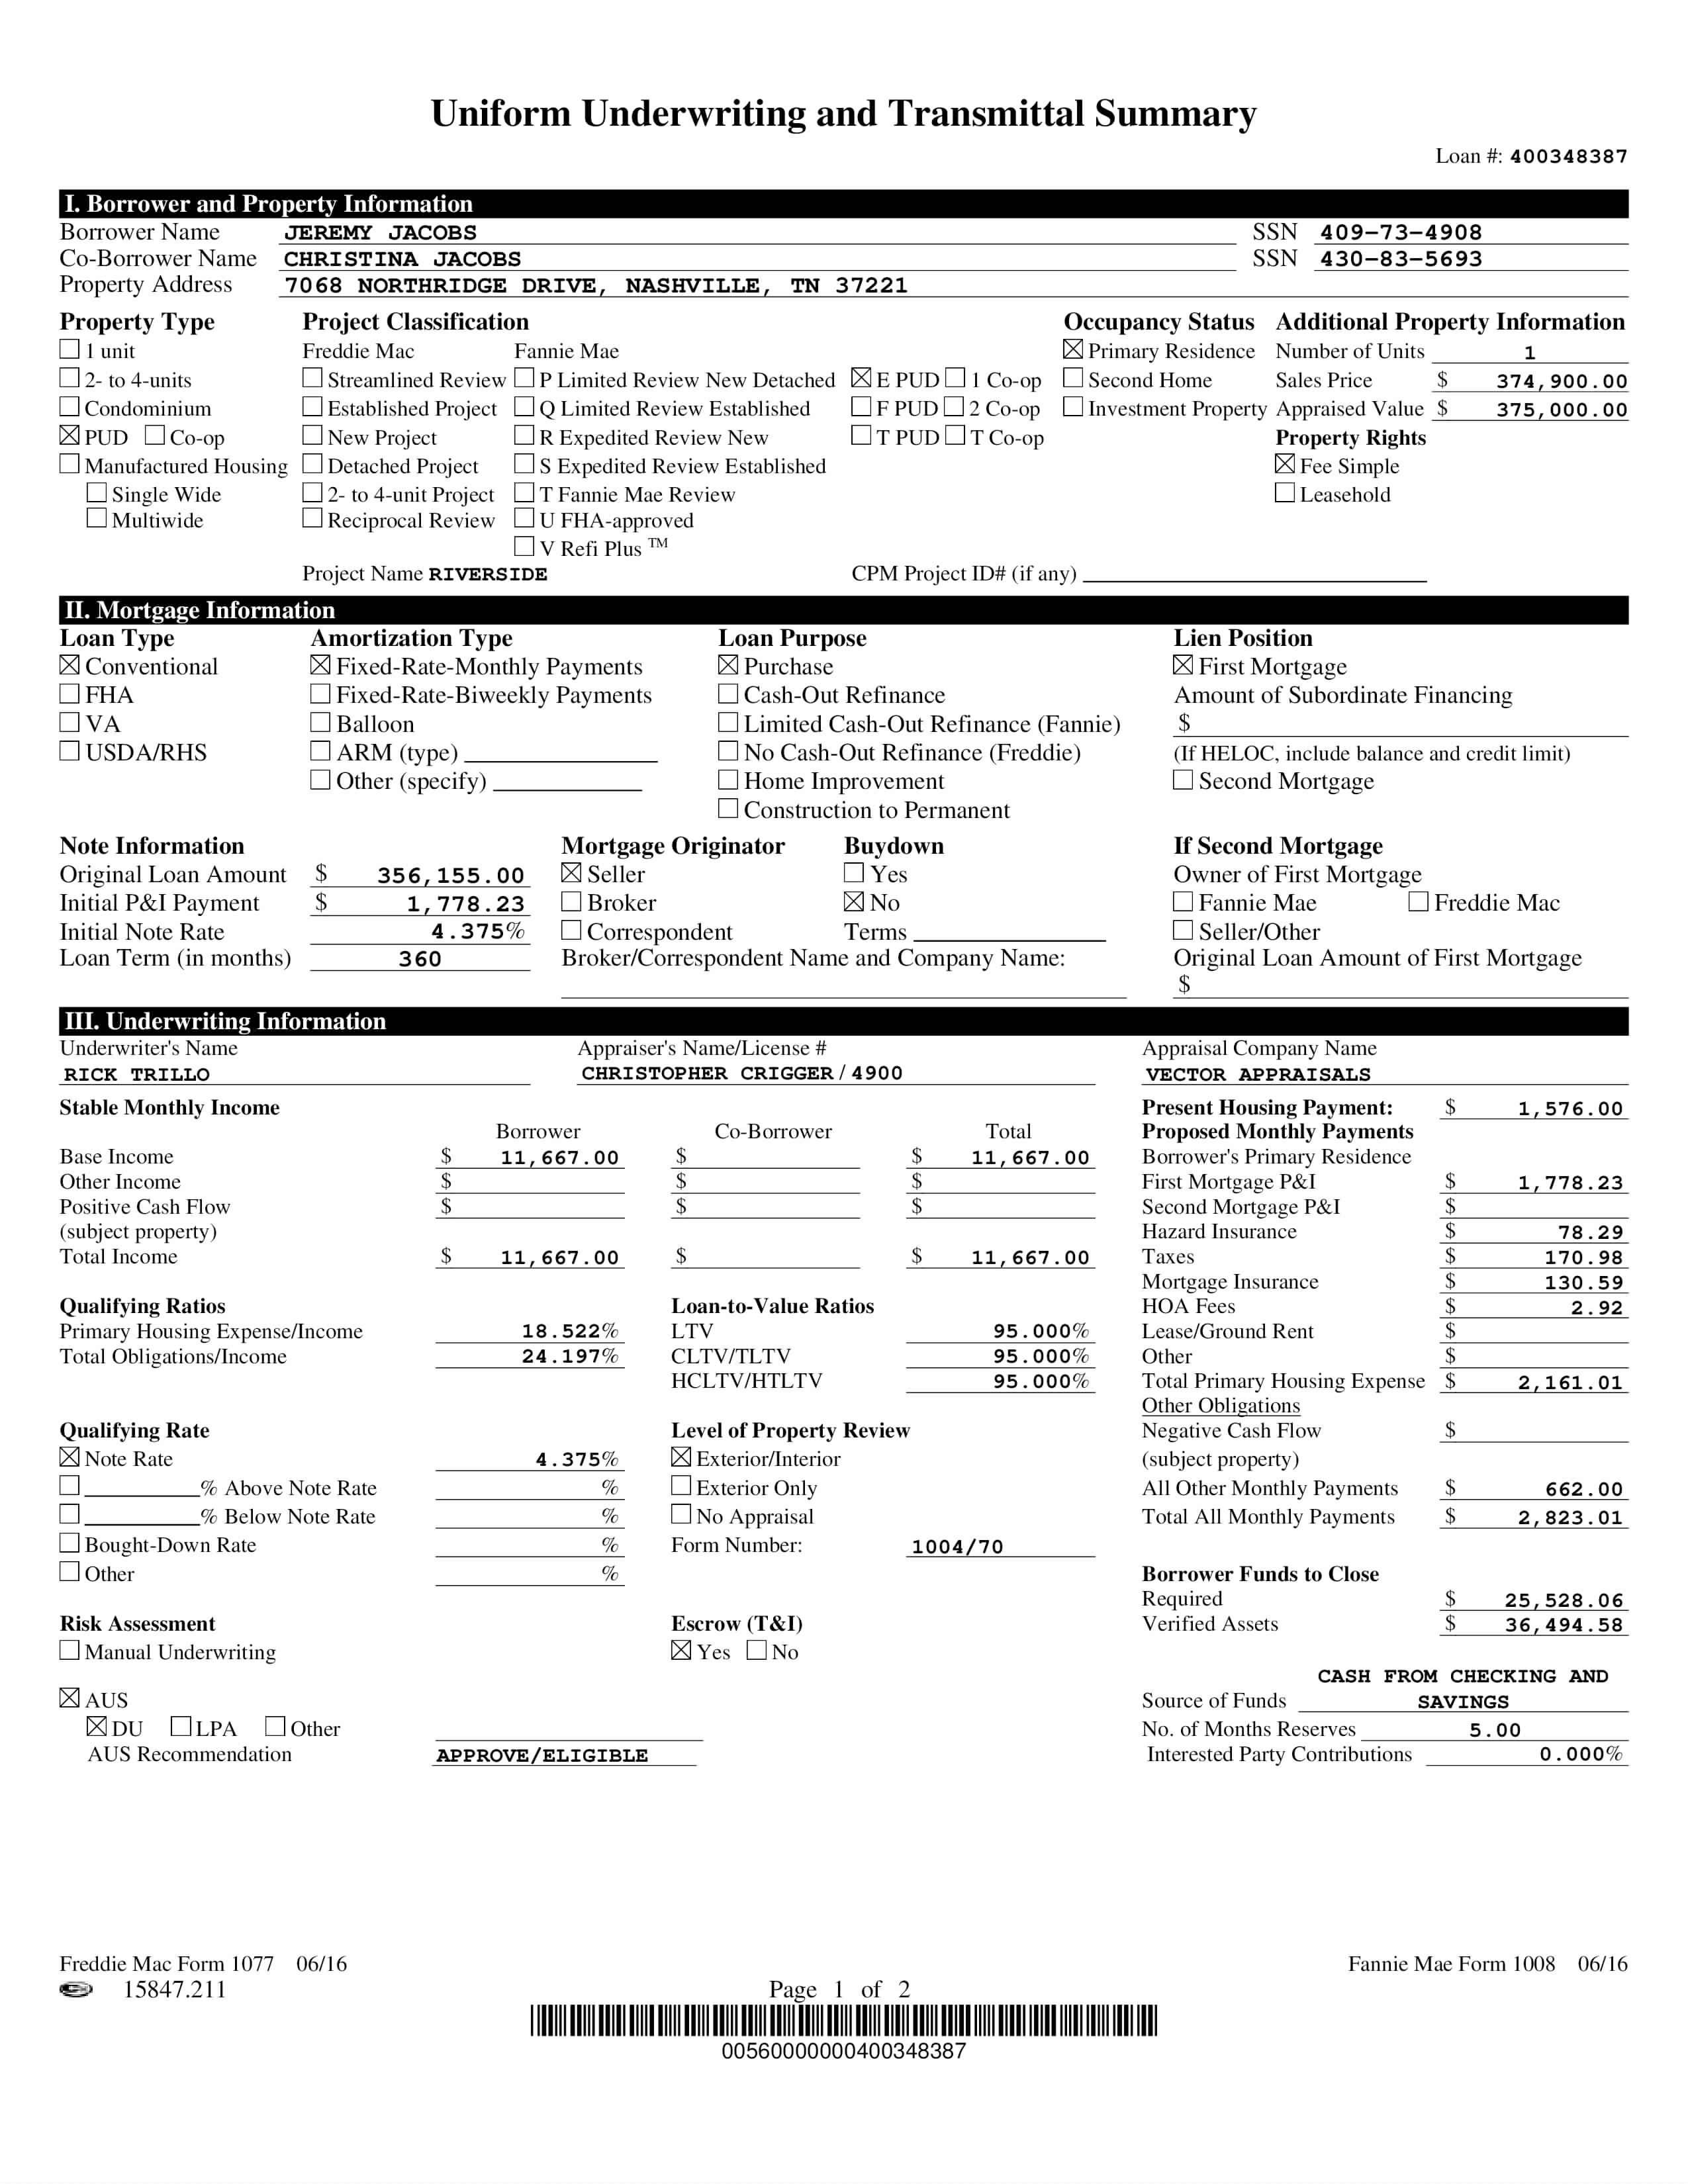 Uniform Underwriting and Transmittal Summary
Loan #: 400348387
I. Borrower and Property Information
Borrower Name JEREMY JACOBS SSN 409-73-4908
Co-Borrower Name CHRISTINA JACOBS SSN 430-83-5693
Property Address 7068 NORTHRIDGE DRIVE, NASHVILLE, TN 37221
Property Type Project Classification Occupancy Status Additional Property Information
1 unit Freddie Mac Fannie Mae Primary Residence Number of Units 1
2- to 4-units Streamlined Review P Limited Review New Detached E PUD 1 Co-op Second Home Sales Price $ 374,900.00
Condominium Established Project Q Limited Review Established F PUD 2 Co-op Investment Property Appraised Value $ 375,000.00
PUD Co-op New Project R Expedited Review New T PUD T Co-op Property Rights
Manufactured Housing Detached Project S Expedited Review Established Fee Simple
Single Wide 2- to 4-unit Project T Fannie Mae Review Leasehold
Multiwide Reciprocal Review U FHA-approved
V Refi Plus TM
Project Name RIVERSIDE CPM Project ID# (if any)
II. Mortgage Information
Loan Type Amortization Type Loan Purpose Lien Position
Conventional Fixed-Rate-Monthly Payments Purchase First Mortgage
FHA Fixed-Rate-Biweekly Payments Cash-Out Refinance Amount of Subordinate Financing
VA Balloon Limited Cash-Out Refinance (Fannie) $
USDA/RHS ARM (type) No Cash-Out Refinance (Freddie) (If HELOC, include balance and credit limit)
Other (specify) Home Improvement Second Mortgage
Construction to Permanent
Note Information Mortgage Originator Buydown If Second Mortgage
Original Loan Amount $ 356,155.00 Seller Yes Owner of First Mortgage
Initial P&I Payment $ 1,778.23 Broker No Fannie Mae Freddie Mac
Initial Note Rate 4.375% Correspondent Terms Seller/Other
Loan Term (in months) 360 Broker/Correspondent Name and Company Name: Original Loan Amount of First Mortgage
$
III. Underwriting Information
Underwriter's Name Appraiser's Name/License # Appraisal Company Name
RICK TRILLO CHRISTOPHER CRIGGER / 4900 VECTOR APPRAISALS
Stable Monthly Income Present Housing Payment: $ 1,576.00
Borrower Co-Borrower Total Proposed Monthly Payments
Base Income $ 11,667.00 $ $ 11,667.00 Borrower's Primary Residence
Other Income $ $ $ First Mortgage P&I $ 1,778.23
Positive Cash Flow $ $ $ Second Mortgage P&I $
(subject property) Hazard Insurance $ 78.29
Total Income $ 11,667.00 $ $ 11,667.00 Taxes $ 170.98
Mortgage Insurance $ 130.59
Qualifying Ratios Loan-to-Value Ratios HOA Fees $ 2.92
Primary Housing Expense/Income 18.522% LTV 95.000% Lease/Ground Rent $
Total Obligations/Income 24.197% CLTV/TLTV 95.000% Other $
HCLTV/HTLTV 95.000% Total Primary Housing Expense $ 2,161.01
Other Obligations
Qualifying Rate Level of Property Review Negative Cash Flow $
Note Rate 4.375% Exterior/Interior (subject property)
% Above Note Rate % Exterior Only All Other Monthly Payments $ 662.00
% Below Note Rate % No Appraisal Total All Monthly Payments $ 2,823.01
Bought-Down Rate % Form Number: 1004/70
Other % Borrower Funds to Close
Required $ 25,528.06
Risk Assessment Escrow (T&I) Verified Assets $ 36,494.58
Manual Underwriting Yes No
CASH FROM CHECKING AND
AUS Source of Funds SAVINGS
DU LPA Other No. of Months Reserves 5.00
AUS Recommendation APPROVE/ELIGIBLE Interested Party Contributions 0.000%
Freddie Mac Form 1077 06/16 Fannie Mae Form 1008 06/16
15847.211 Page 1 of 2
00560000000400348387